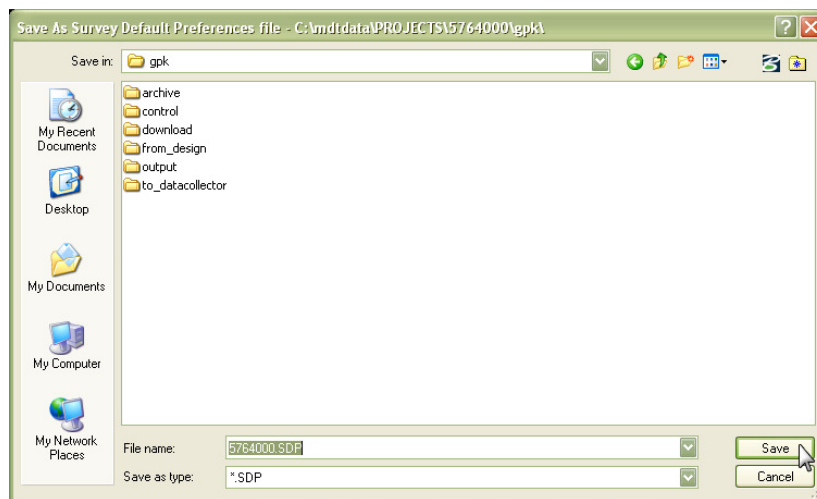 Save As Survey Default Preferences file - C:\mdtdata\PROJECTS\5764000\gpk\
Save in:
gpk
archive
control
download
from_design
output
to_datacollector
My Recent
Documents
Desktop
My Documents
My Computer
My Network
Places
File name:
5764000.SDP
Save
Save as type:
*.SDP
Cancel